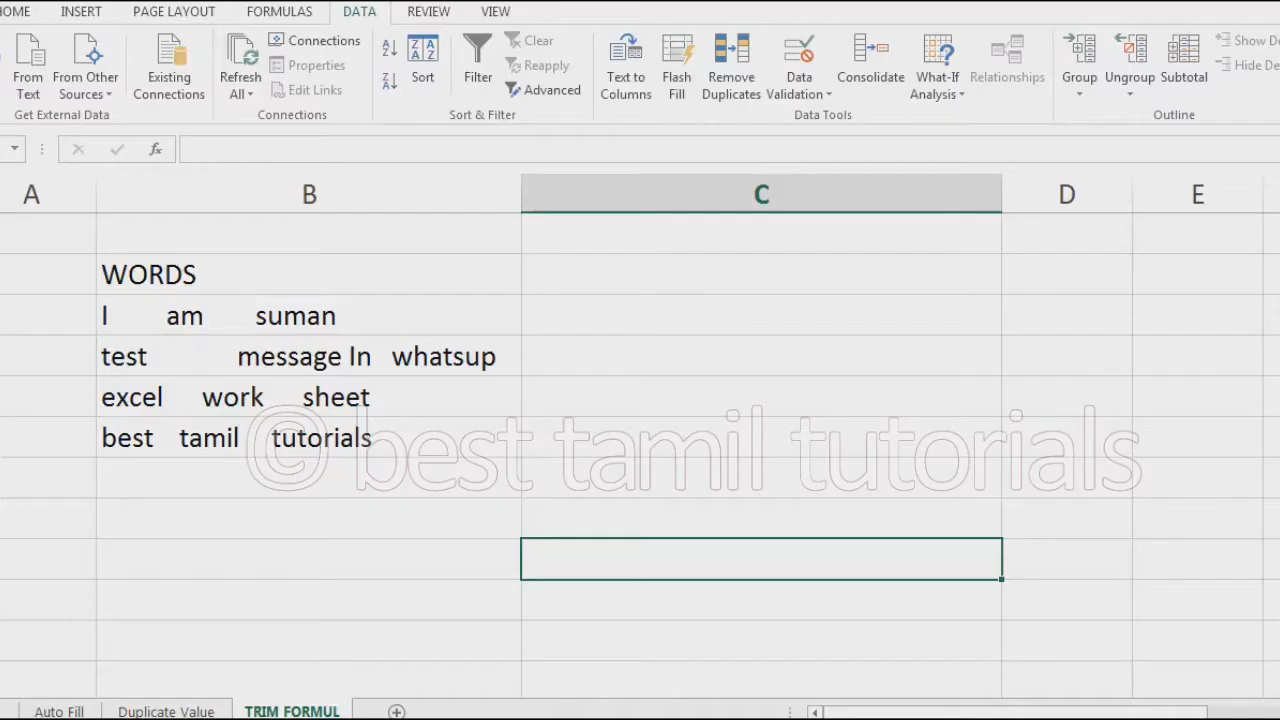 HOME INSERT PAGE LAYOUT FORMULAS DATA REVIEW VIEW
From Text From Other Sources Existing Connections Refresh All Connections Properties Edit Links Sort Filter Clear Reapply Advanced Text to Columns Flash Fill Remove Duplicates Data Validation Consolidate What-If Analysis Relationships Group Ungroup Subtotal Show De Hide De
Get External Data Connections Sort & Filter Data Tools Outline
fx
A B C D E
WORDS
I am suman
test message In whatsup
excel work sheet
best tamil tutorials
© best tamil tutorials
Auto Fill Duplicate Value TRIM FORMUL